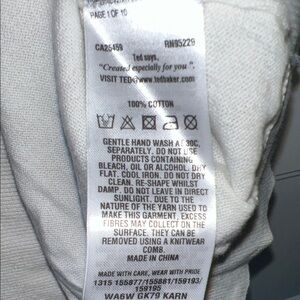 PAGE 1 OF 10
CA25459 RN95229
Ted says,
"Created especially for you".
VISIT TED@www.tedbaker.com
100% COTTON
GENTLE HAND WASH AT 30C,
SEPARATELY. DO NOT USE
PRODUCTS CONTAINING
BLEACH, OIL OR ALCOHOL. DRY
FLAT. COOL IRON. DO NOT DRY
CLEAN. RE-SHAPE WHILST
DAMP. DO NOT LEAVE IN DIRECT
SUNLIGHT. DUE TO THE
NATURE OF THE YARN USED TO
MAKE THIS GARMENT, EXCESS
FIBRES MAY COLLECT ON THE
SURFACE. THEY CAN BE
REMOVED USING A KNITWEAR
COMB.
MADE IN CHINA
MADE WITH CARE, WEAR WITH PRIDE
1315 155877/155881/159193/
159195
WA6W GK79 KARN